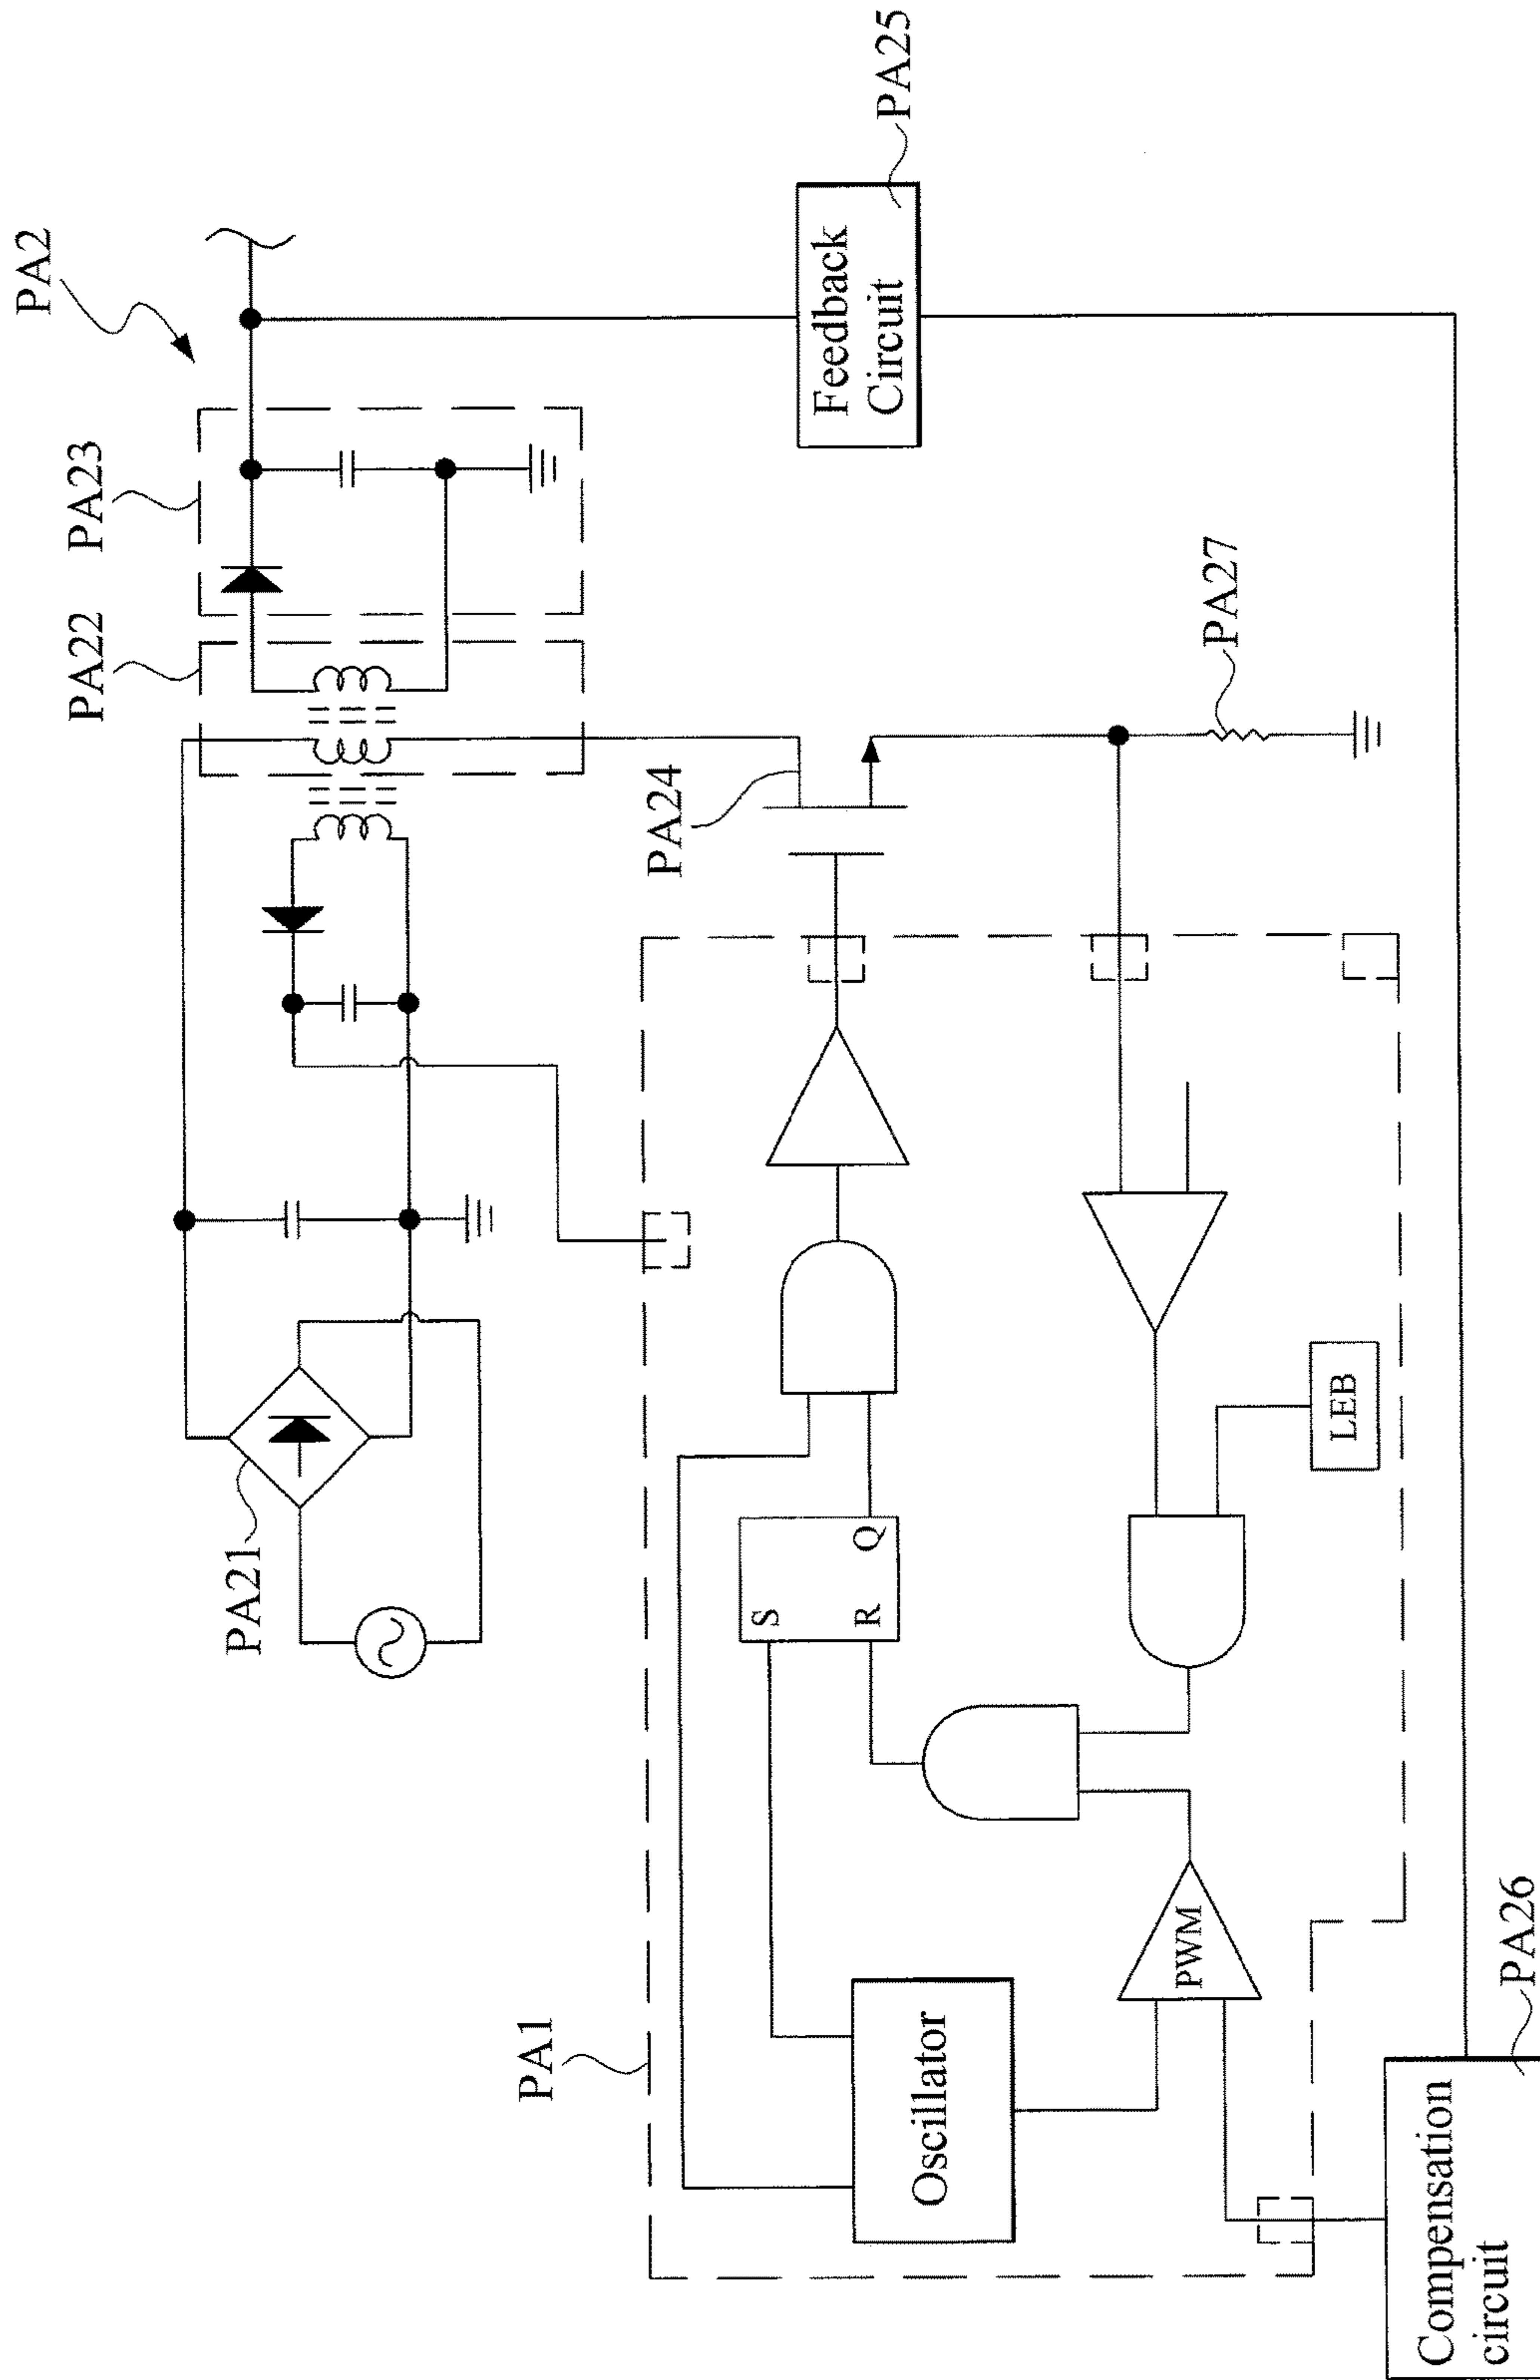 PA2
PA23
PA22
PA21
PA24
PA25
Feedback
Circuit
PA27
PA1
Oscillator
S
R
Q
PWM
LEB
PA26
Compensation
circuit